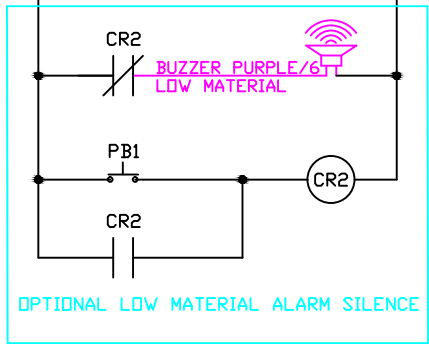 CR2
BUZZER PURPLE/6
LOW MATERIAL
PB1
CR2
CR2
OPTIONAL LOW MATERIAL ALARM SILENCE